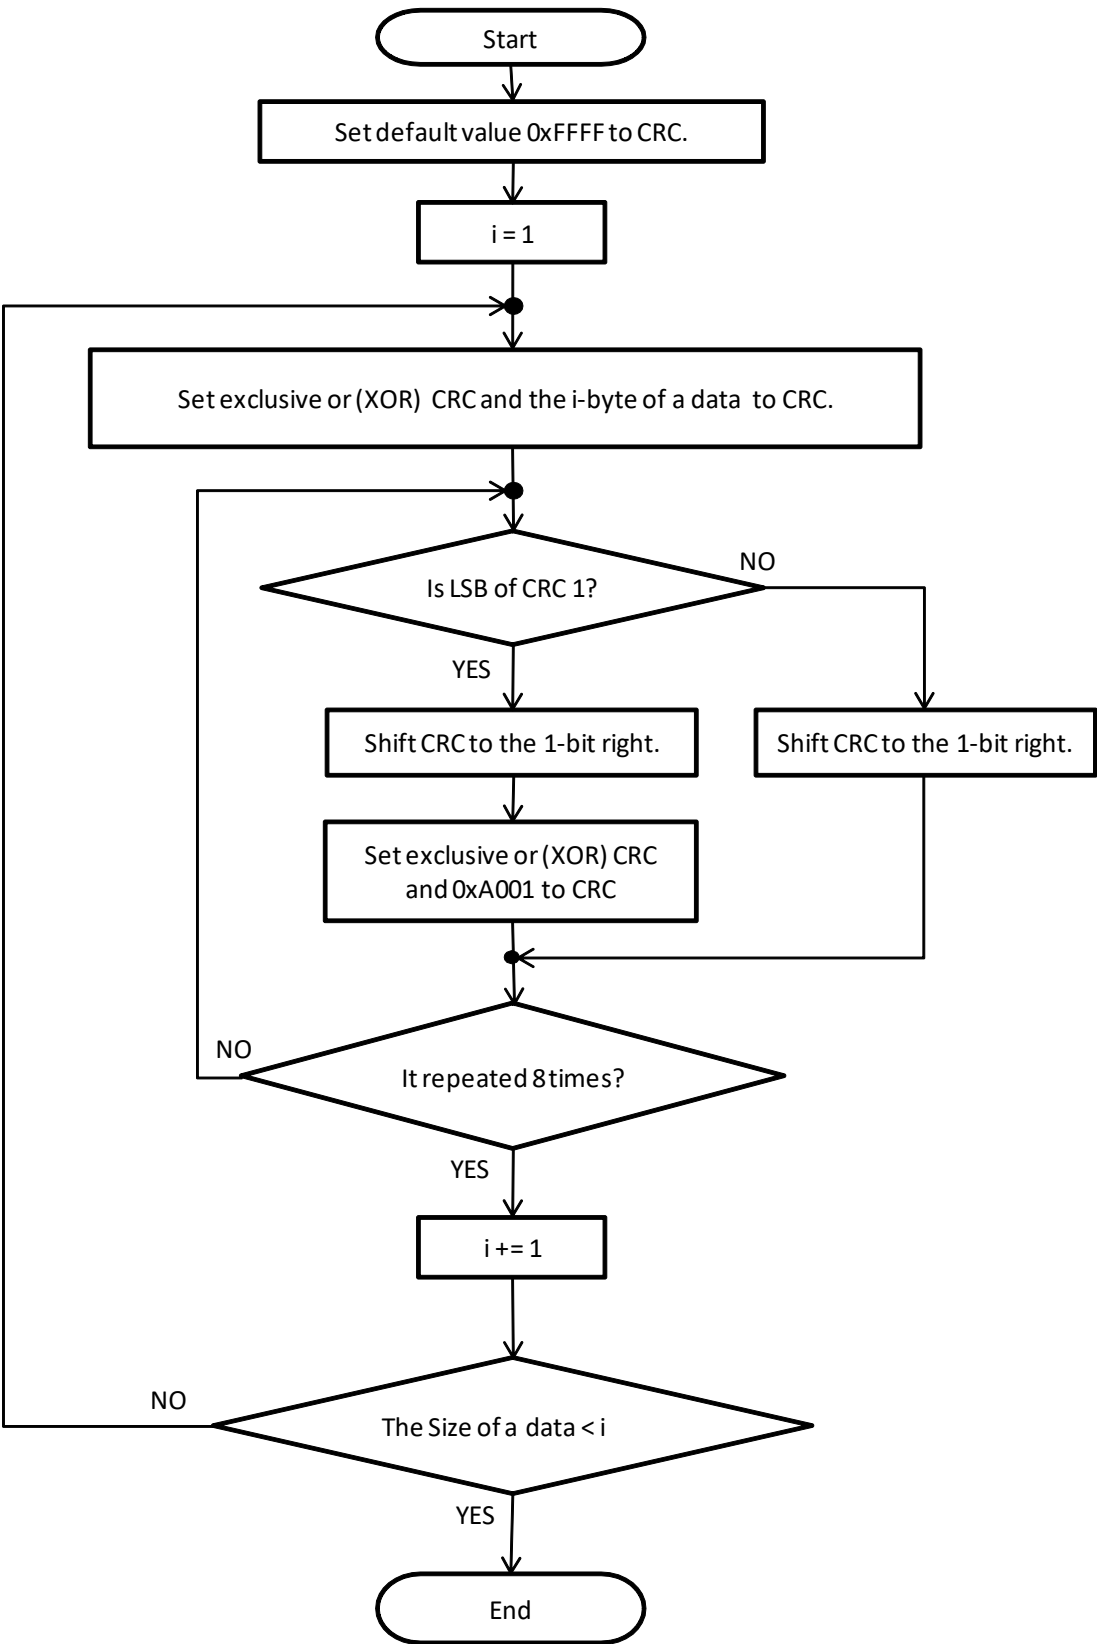 Start
Set default value 0xFFFF to CRC.
i = 1
Set exclusive or (XOR) CRC and the i-byte of a data to CRC.
Is LSB of CRC 1?
NO
YES
Shift CRC to the 1-bit right.
Shift CRC to the 1-bit right.
Set exclusive or (XOR) CRC
and 0xA001 to CRC
NO
It repeated 8 times?
YES
i += 1
NO
The Size of a data < i
YES
End